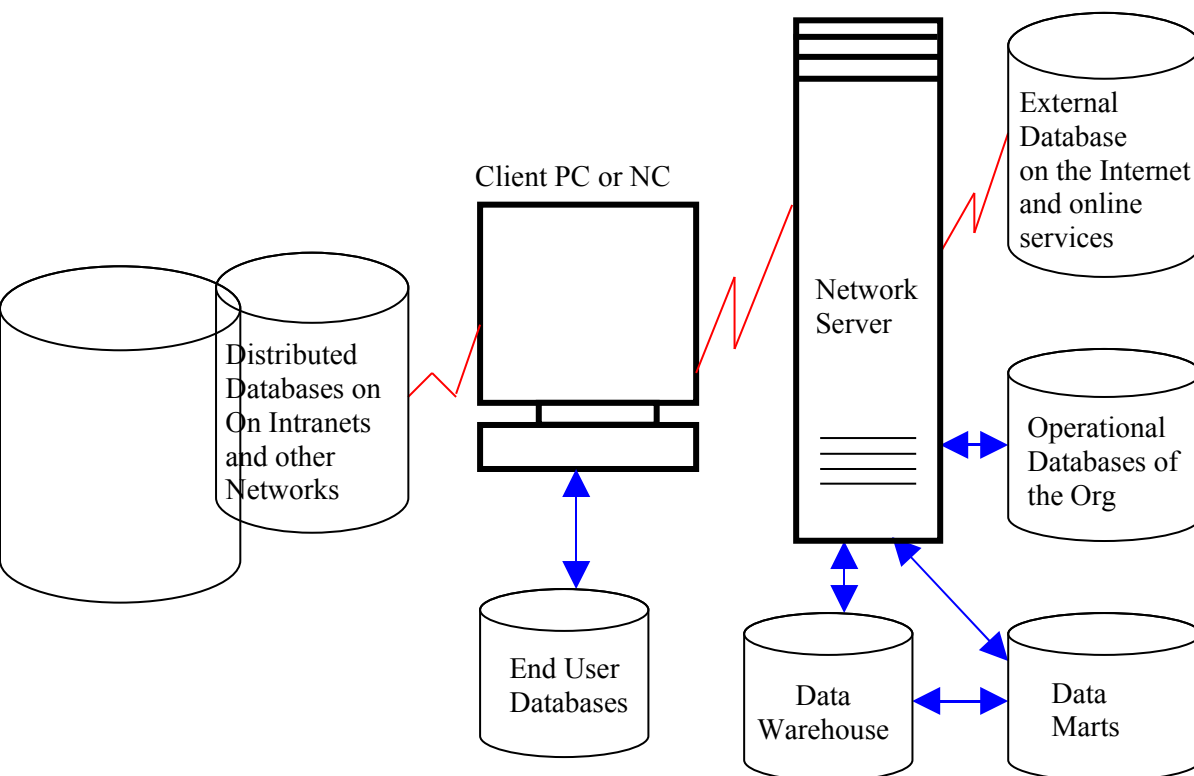 External
Database
on the Internet
and online
services
Client PC or NC
Network
Server
Distributed
Databases on
On Intranets
and other
Networks
Operational
Databases of
the Org
End User
Databases
Data
Warehouse
Data
Marts